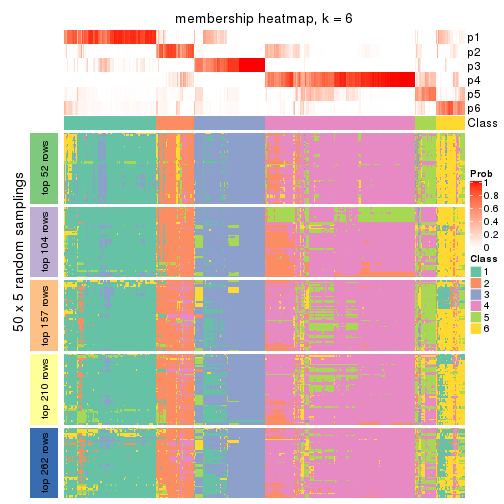 membership heatmap, k = 6
p1
p2
p3
p4
p5
p6
Class
50 x 5 random samplings
top 52 rows
top 104 rows
top 157 rows
top 210 rows
top 262 rows
Prob
1
0.8
0.6
0.4
0.2
0
Class
1
2
3
4
5
6